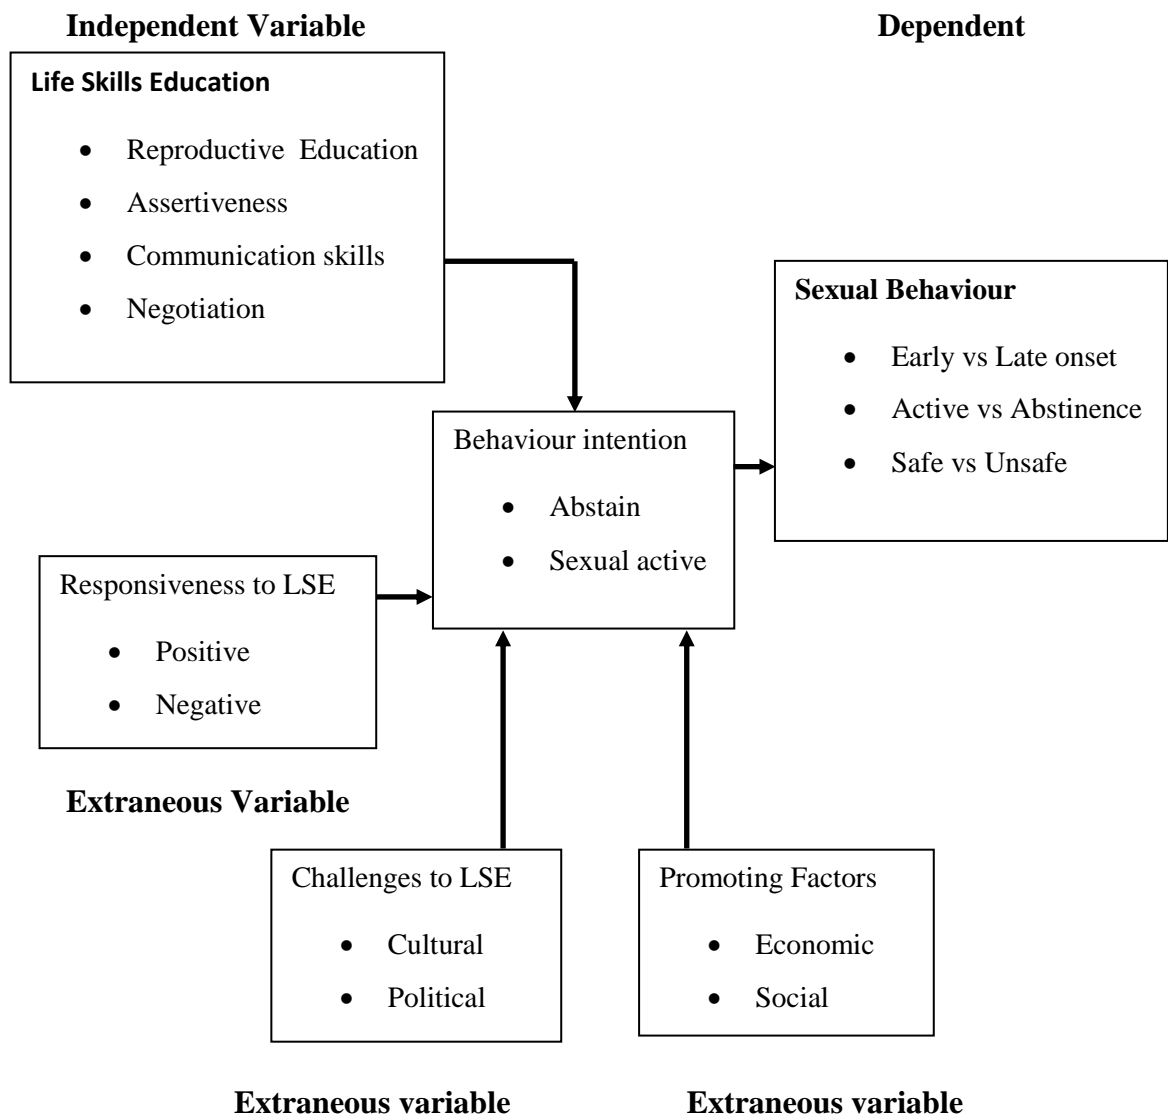 Independent Variable
Dependent
Life Skills Education
• Reproductive Education
• Assertiveness
• Communication skills
• Negotiation
Sexual Behaviour
• Early vs Late onset
• Active vs Abstinence
• Safe vs Unsafe
Behaviour intention
• Abstain
• Sexual active
Responsiveness to LSE
• Positive
• Negative
Extraneous Variable
Challenges to LSE
• Cultural
• Political
Promoting Factors
• Economic
• Social
Extraneous variable
Extraneous variable